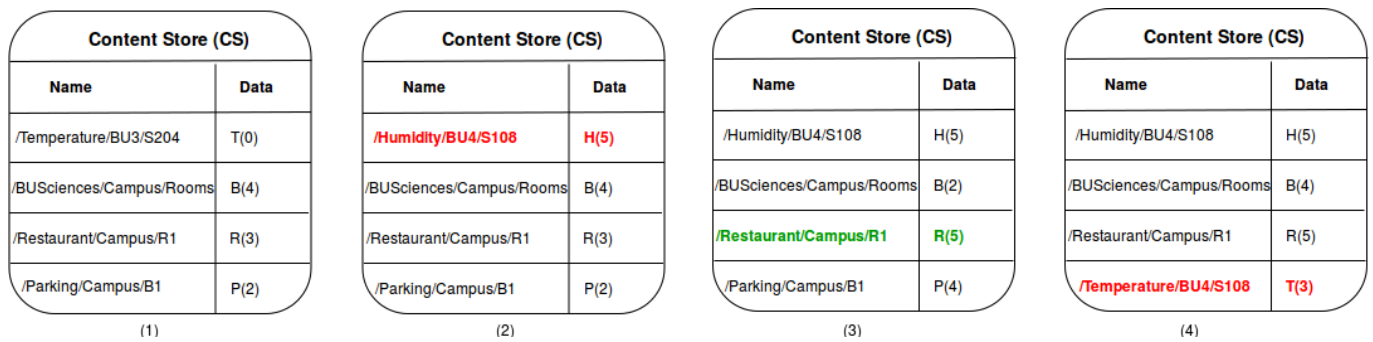 Content Store (CS)
Name Data
/Temperature/BU3/S204 T(0)
/BUSciences/Campus/Rooms B(4)
/Restaurant/Campus/R1 R(3)
/Parking/Campus/B1 P(2)
(1)
Content Store (CS)
Name Data
/Humidity/BU4/S108 H(5)
/BUSciences/Campus/Rooms B(4)
/Restaurant/Campus/R1 R(3)
/Parking/Campus/B1 P(2)
(2)
Content Store (CS)
Name Data
/Humidity/BU4/S108 H(5)
/BUSciences/Campus/Rooms B(2)
/Restaurant/Campus/R1 R(5)
/Parking/Campus/B1 P(4)
(3)
Content Store (CS)
Name Data
/Humidity/BU4/S108 H(5)
/BUSciences/Campus/Rooms B(4)
/Restaurant/Campus/R1 R(5)
/Temperature/BU4/S108 T(3)
(4)